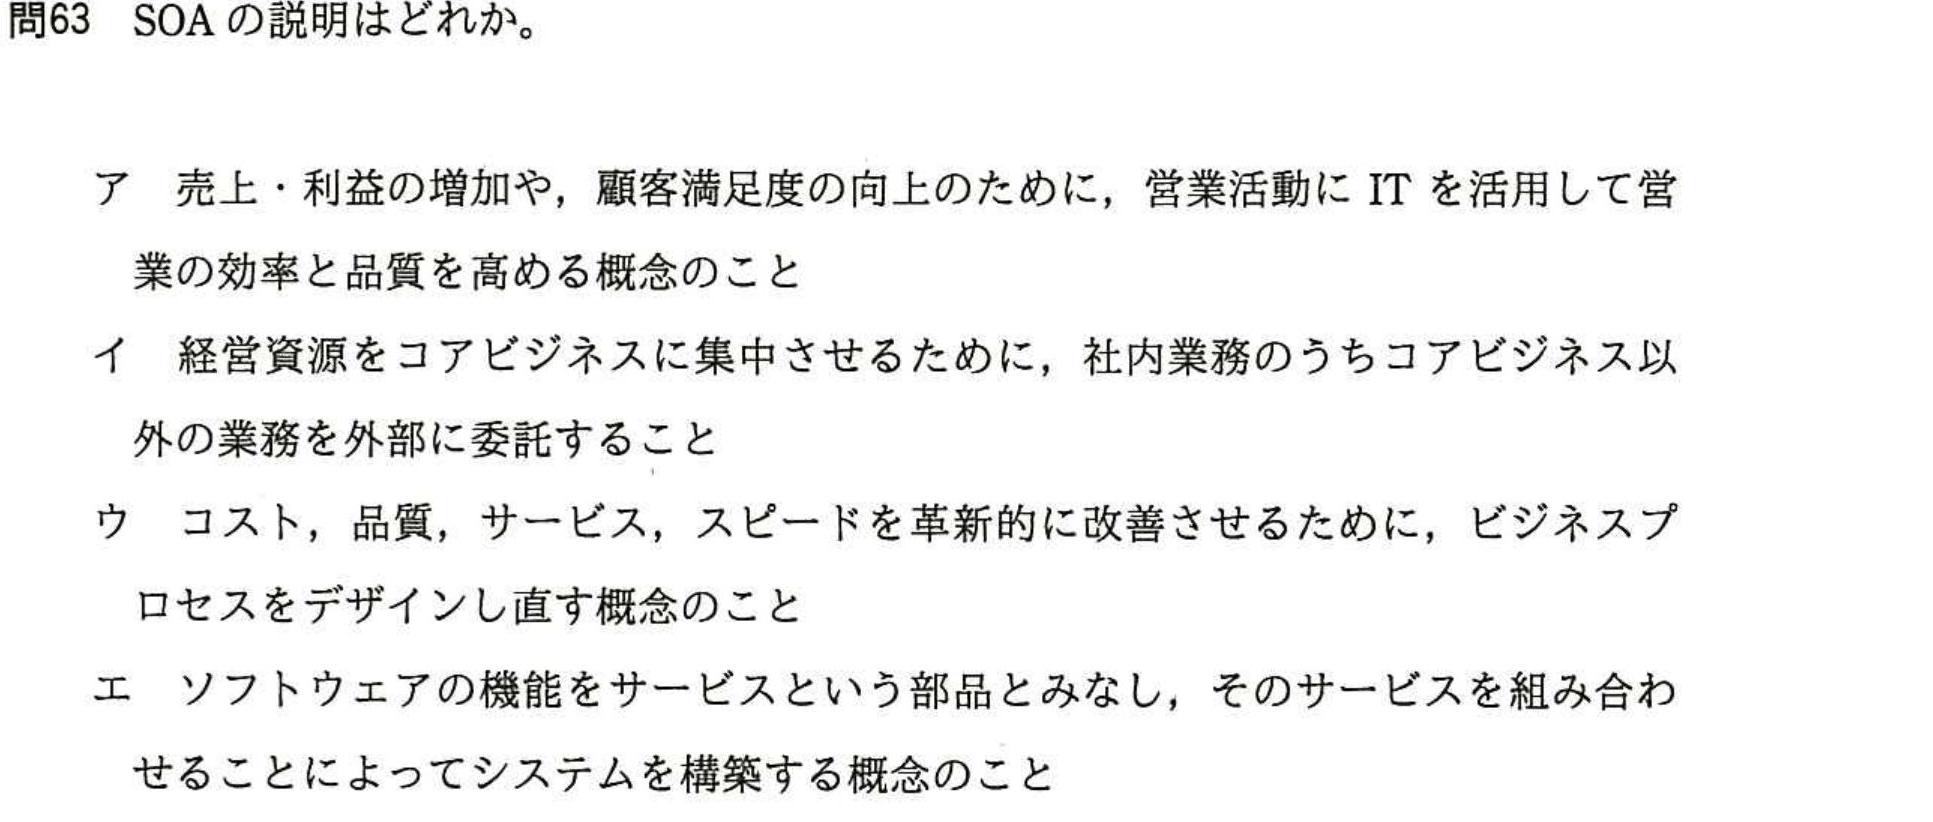 問63 SOA の説明はどれか。
ア 売上・利益の増加や，顧客満足度の向上のために，営業活動に IT を活用して営
業の効率と品質を高める概念のこと
イ 経営資源をコアビジネスに集中させるために，社内業務のうちコアビジネス以
外の業務を外部に委託すること
ウ コスト，品質，サービス，スピードを革新的に改善させるために，ビジネスプ
ロセスをデザインし直す概念のこと
エ ソフトウェアの機能をサービスという部品とみなし，そのサービスを組み合わ
せることによってシステムを構築する概念のこと